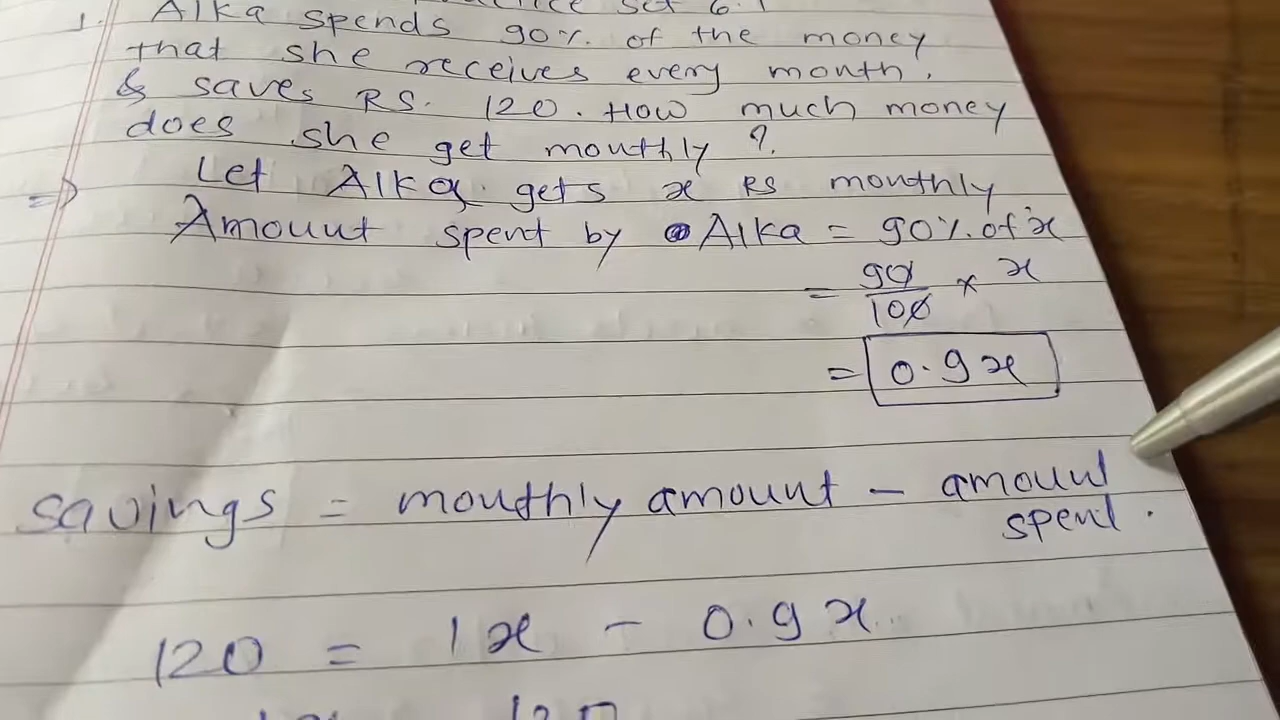 1. Alka spends 90% of the money
that she receives every month.
& saves RS. 120. How much money
does she get monthly ?
=> Let Alka gets x RS monthly
Amount spent by Alka = 90% of x
= 90/100 × x
= 0.9x
savings = monthly amount - amount
spent.
120 = 1x - 0.9x
120